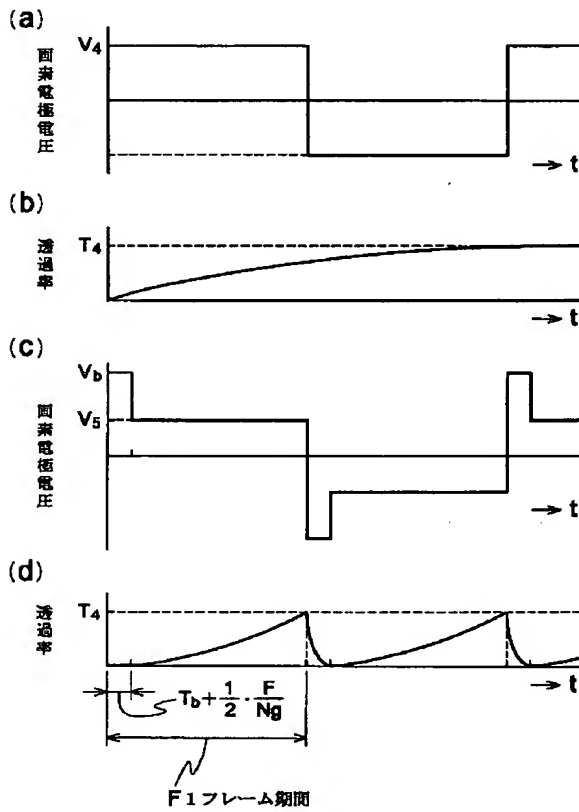 (a)
V4
画素電極電圧
→ t
(b)
T4
透過率
→ t
(c)
Vb
V5
画素電極電圧
→ t
(d)
T4
透過率
→ t
Tb+1/2・F/Ng
F1フレーム期間